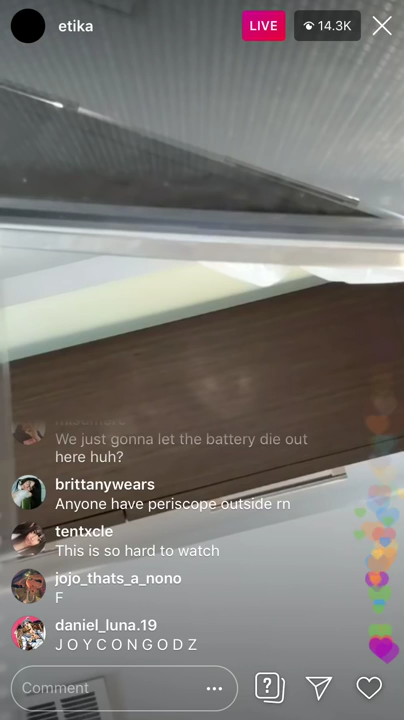 etika
LIVE
14.3K
We just gonna let the battery die out
here huh?
brittanywears
Anyone have periscope outside rn
tentxcle
This is so hard to watch
jojo_thats_a_nono
F
daniel_luna.19
J O Y C O N G O D Z
Comment